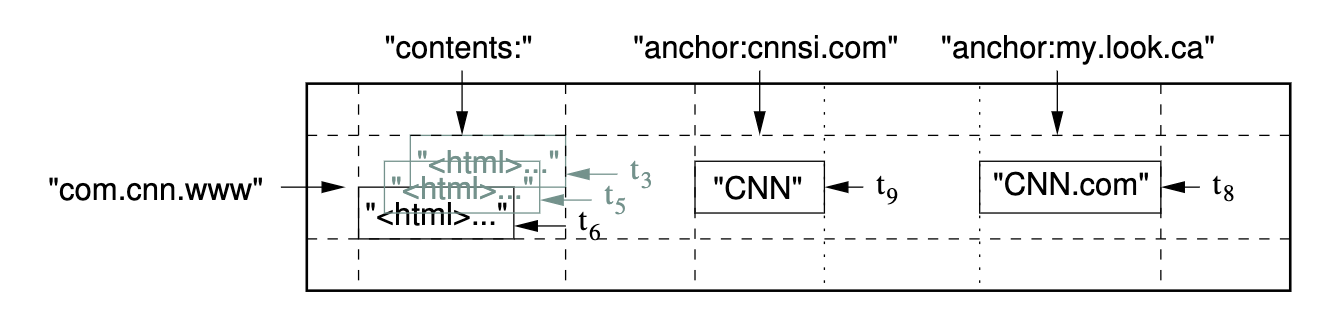 "contents:"
"anchor:cnnsi.com"
"anchor:my.look.ca"
"com.cnn.www"
"<html>..."
t3
"<html>..."
t5
"<html>..."
t6
"CNN"
t9
"CNN.com"
t8